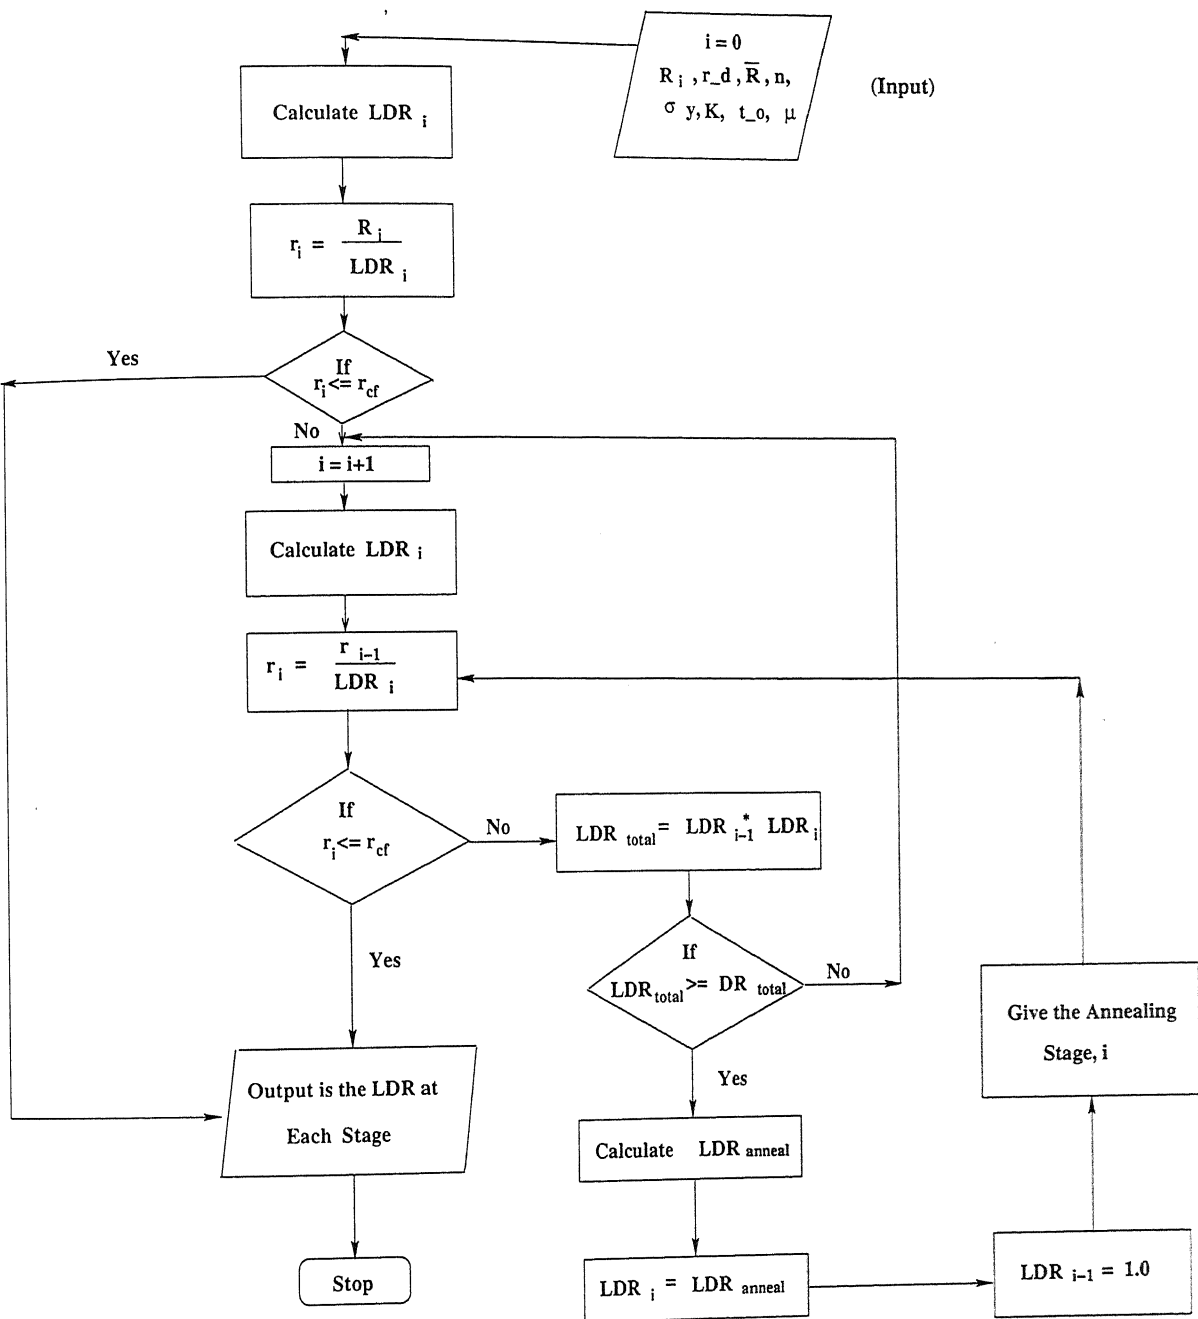 i = 0
R i , r_d , R̅, n,
σ y, K, t_o, μ
(Input)
Calculate LDR i
r i = R i / LDR i
If
r i <= r cf
Yes
No
i = i+1
Calculate LDR i
r i = r i–1 / LDR i
If
r i <= r cf
No
LDR total = LDR i–1 * LDR i
Yes
If
LDR total >= DR total
No
Yes
Give the Annealing
Stage, i
Output is the LDR at
Each Stage
Calculate LDR anneal
Stop
LDR i = LDR anneal
LDR i–1 = 1.0